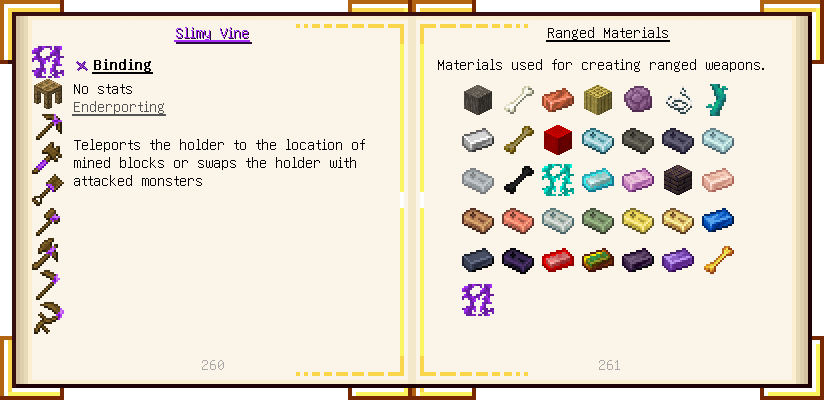 Slimy Vine
Binding
No stats
Enderporting
Teleports the holder to the location of
mined blocks or swaps the holder with
attacked monsters
260
Ranged Materials
Materials used for creating ranged weapons.
261